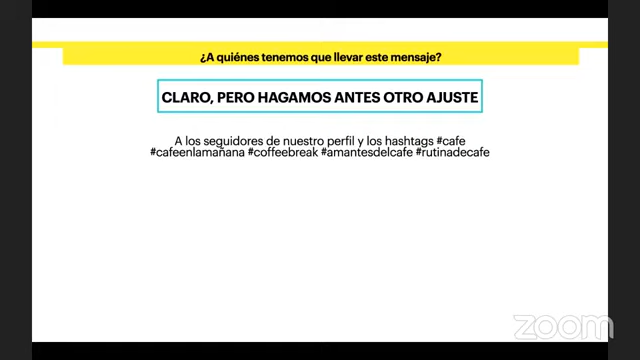 ¿A quiénes tenemos que llevar este mensaje?
CLARO, PERO HAGAMOS ANTES OTRO AJUSTE
A los seguidores de nuestro perfil y los hashtags #cafe
#cafeenlamañana #coffeebreak #amantesdelcafe #rutinadecafe
zoom